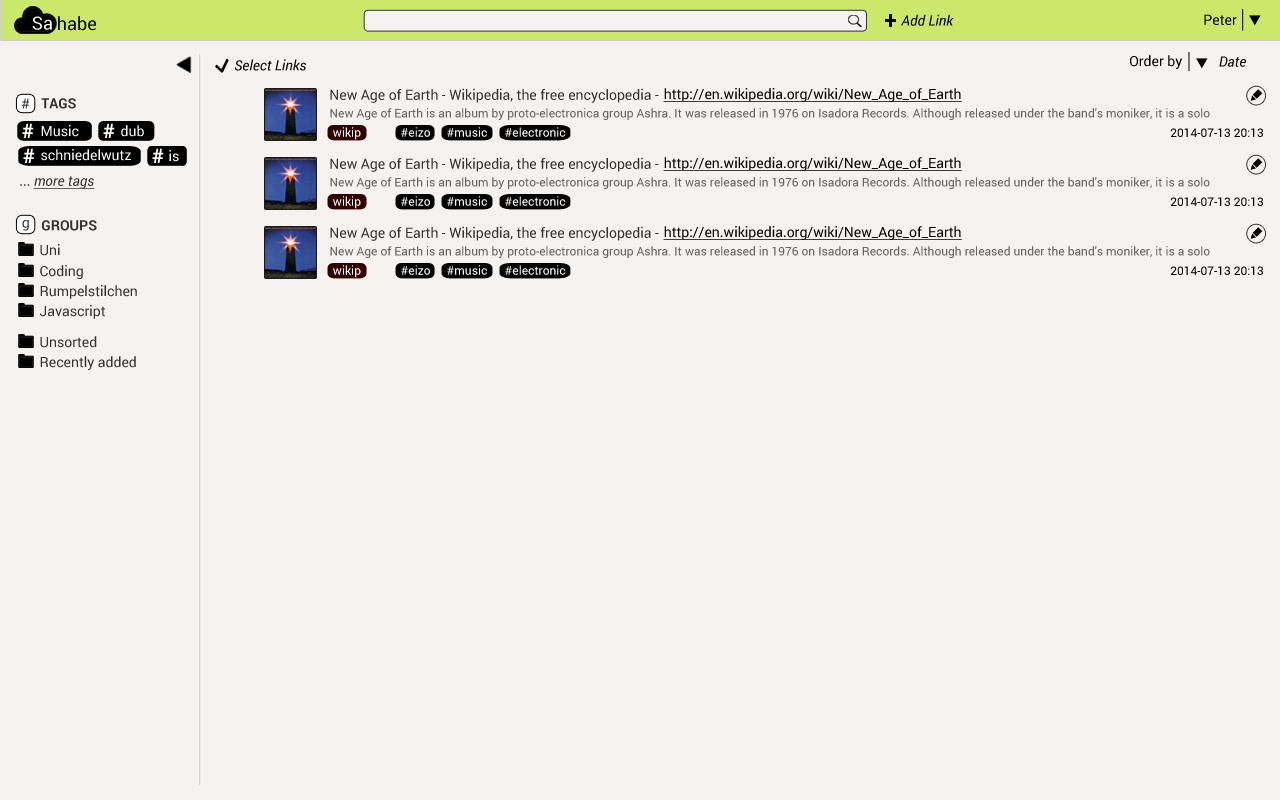 Sahabe
+ Add Link
Peter
Select Links
Order by Date
# TAGS
# Music # dub
# schniedelwutz # is
... more tags
g GROUPS
Uni
Coding
Rumpelstilchen
Javascript
Unsorted
Recently added
New Age of Earth - Wikipedia, the free encyclopedia - http://en.wikipedia.org/wiki/New_Age_of_Earth
New Age of Earth is an album by proto-electronica group Ashra. It was released in 1976 on Isadora Records. Although released under the band's moniker, it is a solo
wikip #eizo #music #electronic 2014-07-13 20:13
New Age of Earth - Wikipedia, the free encyclopedia - http://en.wikipedia.org/wiki/New_Age_of_Earth
New Age of Earth is an album by proto-electronica group Ashra. It was released in 1976 on Isadora Records. Although released under the band's moniker, it is a solo
wikip #eizo #music #electronic 2014-07-13 20:13
New Age of Earth - Wikipedia, the free encyclopedia - http://en.wikipedia.org/wiki/New_Age_of_Earth
New Age of Earth is an album by proto-electronica group Ashra. It was released in 1976 on Isadora Records. Although released under the band's moniker, it is a solo
wikip #eizo #music #electronic 2014-07-13 20:13